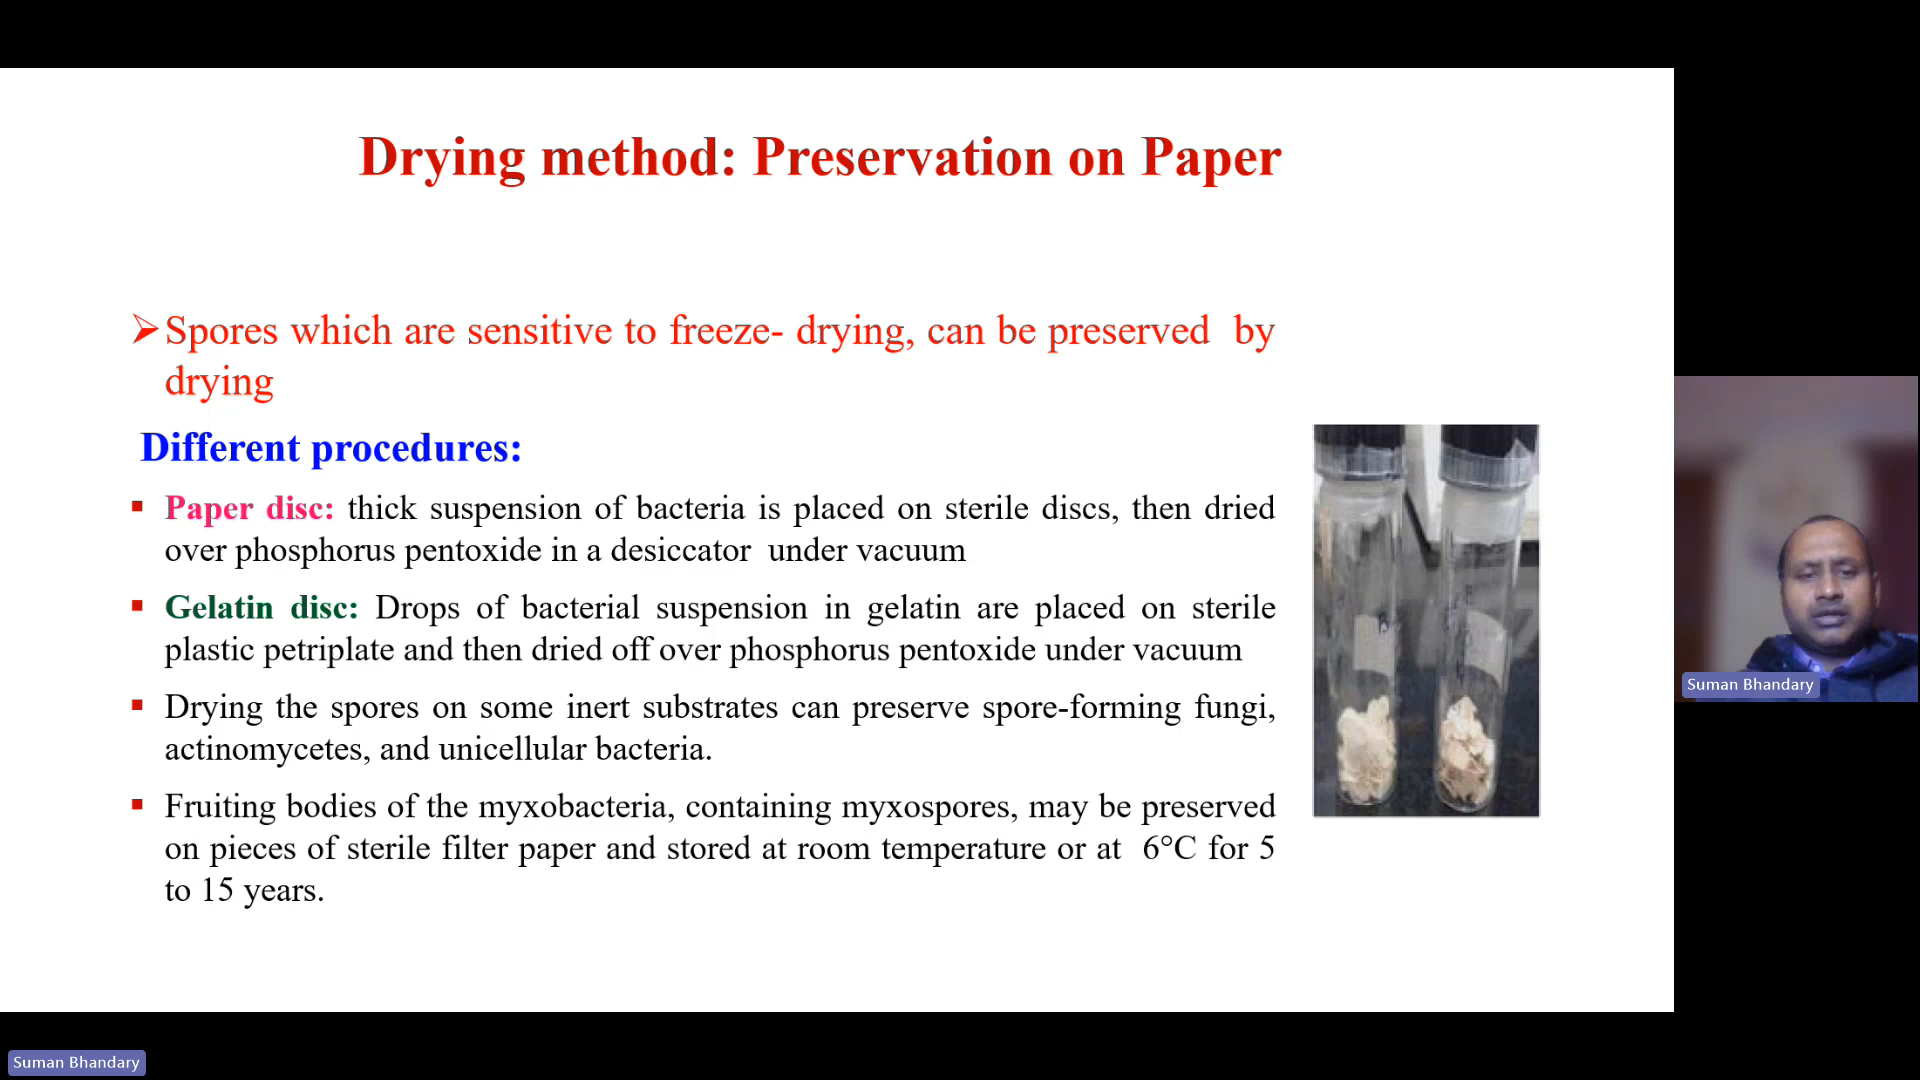 Drying method: Preservation on Paper
➢Spores which are sensitive to freeze- drying, can be preserved by
drying
Different procedures:
▪ Paper disc: thick suspension of bacteria is placed on sterile discs, then dried
over phosphorus pentoxide in a desiccator under vacuum
▪ Gelatin disc: Drops of bacterial suspension in gelatin are placed on sterile
plastic petriplate and then dried off over phosphorus pentoxide under vacuum
▪ Drying the spores on some inert substrates can preserve spore-forming fungi,
actinomycetes, and unicellular bacteria.
▪ Fruiting bodies of the myxobacteria, containing myxospores, may be preserved
on pieces of sterile filter paper and stored at room temperature or at 6°C for 5
to 15 years.
Suman Bhandary
Suman Bhandary